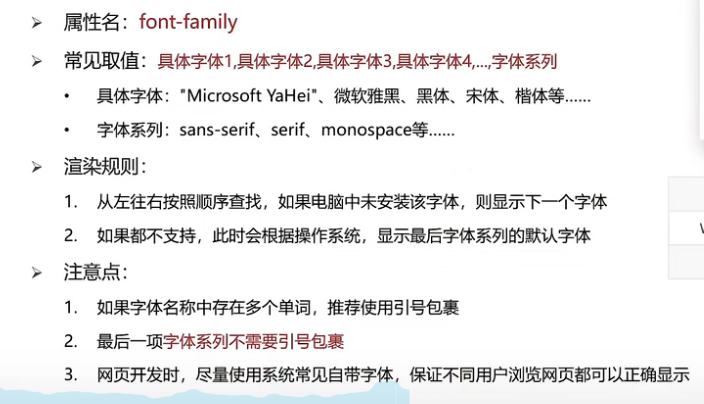 ➢ 属性名：font-family
➢ 常见取值：具体字体1,具体字体2,具体字体3,具体字体4,...,字体系列
• 具体字体："Microsoft YaHei"、微软雅黑、黑体、宋体、楷体等……
• 字体系列：sans-serif、serif、monospace等……
➢ 渲染规则：
1. 从左往右按照顺序查找，如果电脑中未安装该字体，则显示下一个字体
2. 如果都不支持，此时会根据操作系统，显示最后字体系列的默认字体
➢ 注意点：
1. 如果字体名称中存在多个单词，推荐使用引号包裹
2. 最后一项字体系列不需要引号包裹
3. 网页开发时，尽量使用系统常见自带字体，保证不同用户浏览网页都可以正确显示